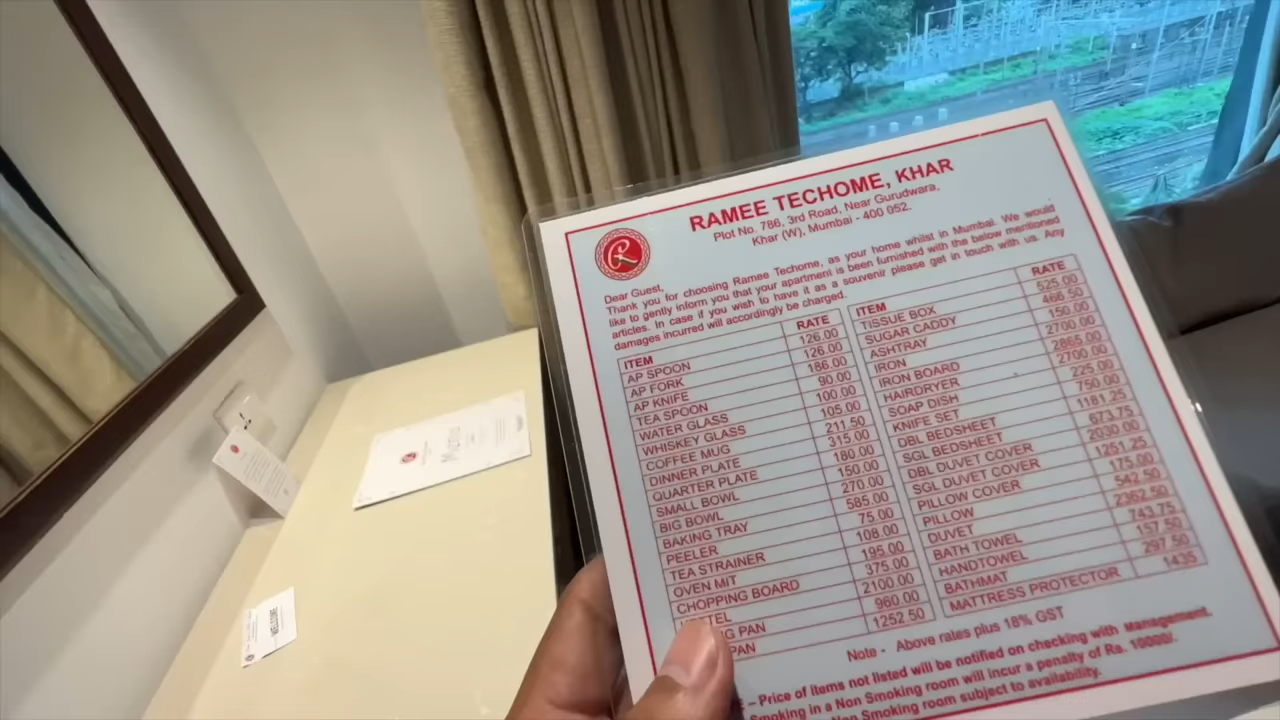 RAMEE TECHOME, KHAR
Plot No. 786, 3rd Road, Near Gurudwara,
Khar (W), Mumbai - 400 052.
Dear Guest,
Thank you for choosing Ramee Techome, as your home whilst in Mumbai. We would
like to gently inform you that your apartment is been furnished with the below mentioned
articles. In case if you wish to have it as a souvenir please get in touch with us. Any
damages incurred will accordingly be charged.
ITEM RATE
AP SPOON 126.00
AP FORK 126.00
AP KNIFE 186.00
TEA SPOON 90.00
WATER GLASS 100.00
WHISKEY GLASS 105.00
COFFEE MUG 211.50
DINNER PLATE 315.00
QUARTER PLATE 180.00
SMALL BOWL 150.00
BIG BOWL 270.00
BAKING TRAY 585.00
PEELER 75.00
TEA STRAINER 108.00
OVEN MIT 195.00
CHOPPING BOARD 375.00
2100.00
PAN 960.00
PAN 1252.50
ITEM RATE
TISSUE BOX 525.00
SUGAR CADDY 466.50
ASHTRAY 150.00
IRON 2700.00
IRON BOARD 2865.00
HAIRDRYER 2700.00
SOAP DISH 225.00
KNIFE SET 750.00
DBL BEDSHEET 1181.25
SGL BEDSHEET 673.75
DBL DUVET COVER 2030.00
SGL DUVET COVER 1251.25
PILLOW COVER 175.00
PILLOW 542.50
DUVET 2362.50
BATH TOWEL 743.75
HANDTOWEL 157.50
BATHMAT 297.50
MATTRESS PROTECTOR 1435
Note - Above rates plus 18% GST
– Price of items not listed will be notified on checking with Management.
Smoking in a Non Smoking room will incur a penalty of Rs. 10000/-
Non Smoking room subject to availability.
WELCOME